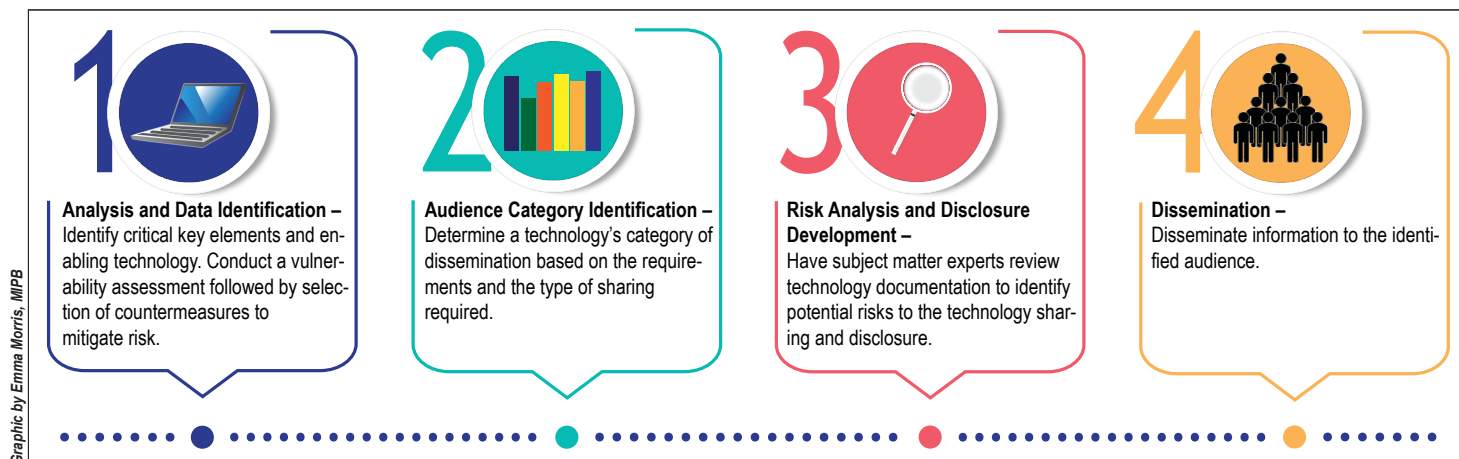 1
Analysis and Data Identification –
Identify critical key elements and en-
abling technology. Conduct a vulner-
ability assessment followed by selec-
tion of countermeasures to
mitigate risk.
2
Audience Category Identification –
Determine a technology's category of
dissemination based on the require-
ments and the type of sharing
required.
3
Risk Analysis and Disclosure
Development –
Have subject matter experts review
technology documentation to identify
potential risks to the technology shar-
ing and disclosure.
4
Dissemination –
Disseminate information to the identi-
fied audience.
Graphic by Emma Morris, MIPB